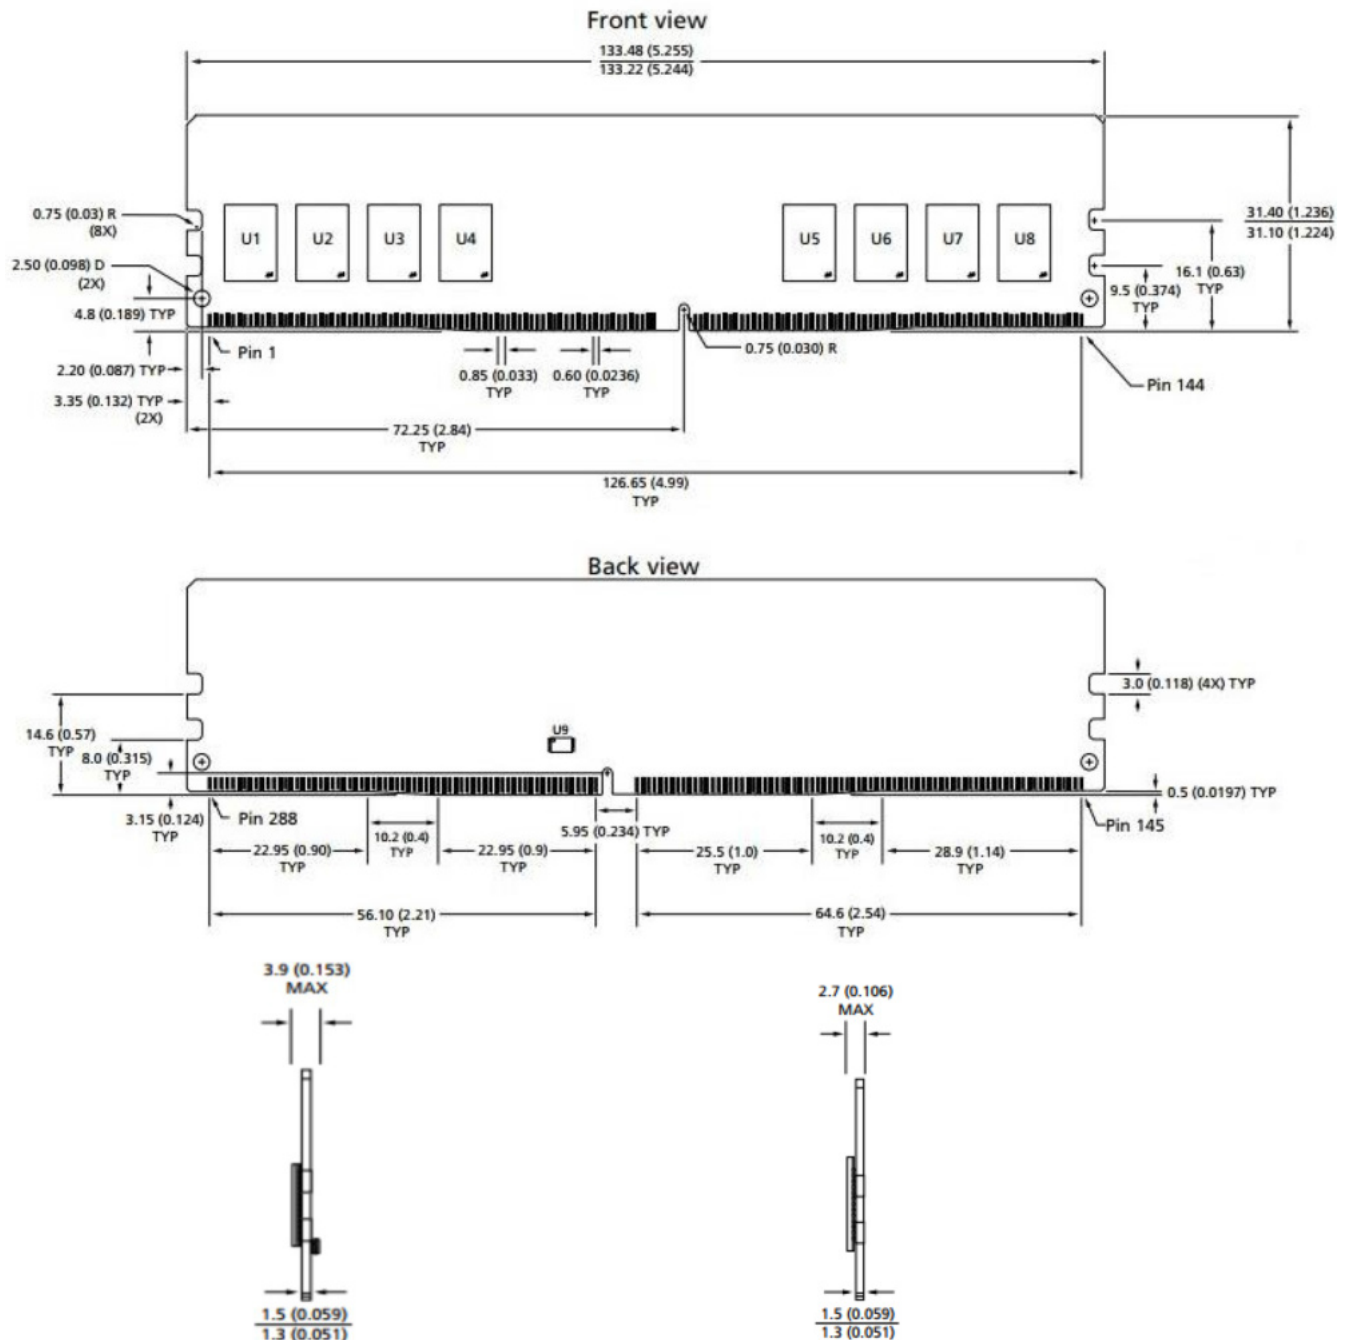 Front view
133.48 (5.255)
133.22 (5.244)
0.75 (0.03) R
(8X)
2.50 (0.098) D
(2X)
4.8 (0.189) TYP
U1
U2
U3
U4
U5
U6
U7
U8
31.40 (1.236)
31.10 (1.224)
16.1 (0.63)
TYP
9.5 (0.374)
TYP
Pin 1
2.20 (0.087) TYP
3.35 (0.132) TYP
(2X)
0.85 (0.033)
TYP
0.60 (0.0236)
TYP
0.75 (0.030) R
Pin 144
72.25 (2.84)
TYP
126.65 (4.99)
TYP
Back view
3.0 (0.118) (4X) TYP
14.6 (0.57)
TYP
8.0 (0.315)
TYP
U9
0.5 (0.0197) TYP
3.15 (0.124)
TYP
Pin 288
5.95 (0.234) TYP
Pin 145
22.95 (0.90)
TYP
10.2 (0.4)
TYP
22.95 (0.9)
TYP
25.5 (1.0)
TYP
10.2 (0.4)
TYP
28.9 (1.14)
TYP
56.10 (2.21)
TYP
64.6 (2.54)
TYP
3.9 (0.153)
MAX
2.7 (0.106)
MAX
1.5 (0.059)
1.3 (0.051)
1.5 (0.059)
1.3 (0.051)